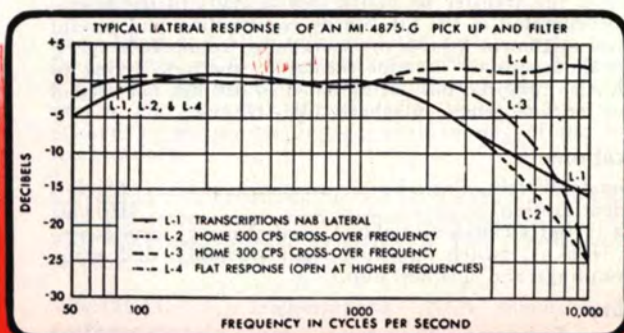 TYPICAL LATERAL RESPONSE OF AN MI-4875-G PICK UP AND FILTER
+5
0
-5
-10
-15
-20
-25
-30
DECIBELS
L-1, L-2, & L-4
L-4
L-3
L-1
L-2
L-1 TRANSCRIPTIONS NAB LATERAL
L-2 HOME 500 CPS CROSS-OVER FREQUENCY
L-3 HOME 300 CPS CROSS-OVER FREQUENCY
L-4 FLAT RESPONSE (OPEN AT HIGHER FREQUENCIES)
50 100 1000 10,000
FREQUENCY IN CYCLES PER SECOND